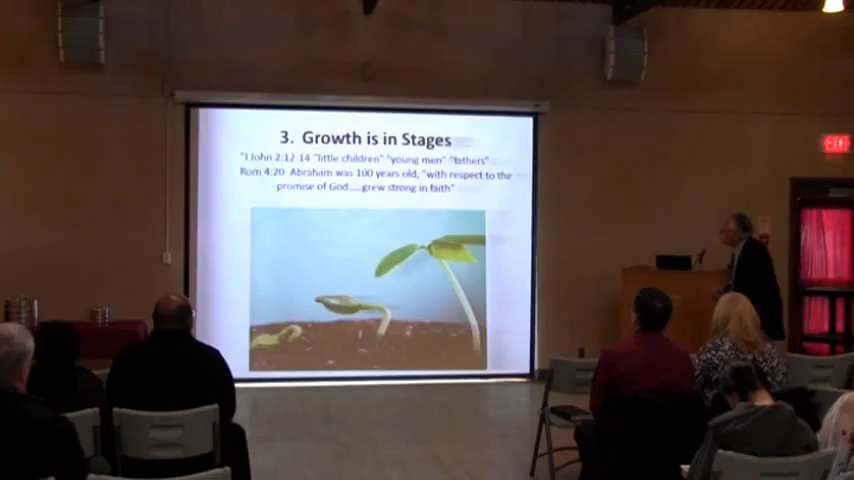 3. Growth is in Stages
"I John 2:12-14 "little children" "young men" "fathers"
Rom 4:20 Abraham was 100 years old, "with respect to the
promise of God.....grew strong in faith"
EXIT